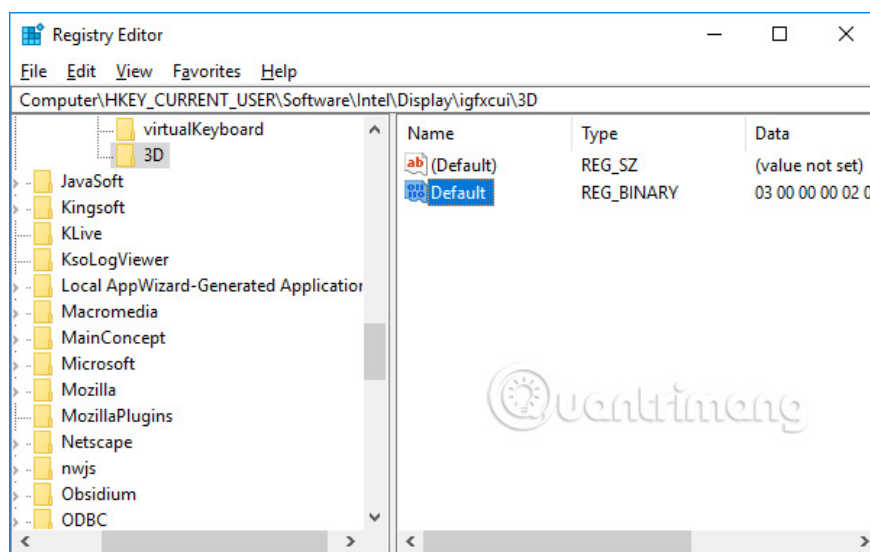 Registry Editor
File Edit View Favorites Help
Computer\HKEY_CURRENT_USER\Software\Intel\Display\igfxcui\3D
virtualKeyboard
3D
JavaSoft
Kingsoft
KLive
KsoLogViewer
Local AppWizard-Generated Application
Macromedia
MainConcept
Microsoft
Mozilla
MozillaPlugins
Netscape
nwjs
Obsidium
ODBC
Name Type Data
ab (Default) REG_SZ (value not set)
Default REG_BINARY 03 00 00 00 02 0
Quantrimang